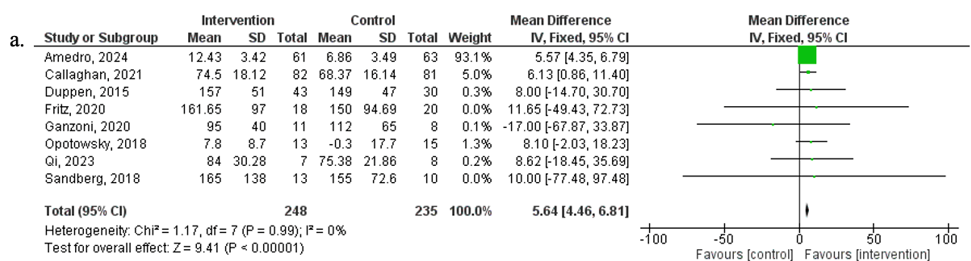 Intervention Control Mean Difference Mean Difference
a. Study or Subgroup Mean SD Total Mean SD Total Weight IV, Fixed, 95% CI IV, Fixed, 95% CI
Amedro, 2024 12.43 3.42 61 6.86 3.49 63 93.1% 5.57 [4.35, 6.79]
Callaghan, 2021 74.5 18.12 82 68.37 16.14 81 5.0% 6.13 [0.86, 11.40]
Duppen, 2015 157 51 43 149 47 30 0.3% 8.00 [-14.70, 30.70]
Fritz, 2020 161.65 97 18 150 94.69 20 0.0% 11.65 [-49.43, 72.73]
Ganzoni, 2020 95 40 11 112 65 8 0.1% -17.00 [-67.87, 33.87]
Opotowsky, 2018 7.8 8.7 13 -0.3 17.7 15 1.3% 8.10 [-2.03, 18.23]
Qi, 2023 84 30.28 7 75.38 21.86 8 0.2% 8.62 [-18.45, 35.69]
Sandberg, 2018 165 138 13 155 72.6 10 0.0% 10.00 [-77.48, 97.48]
Total (95% CI) 248 235 100.0% 5.64 [4.46, 6.81]
Heterogeneity: Chi² = 1.17, df = 7 (P = 0.99); I² = 0%
Test for overall effect: Z = 9.41 (P < 0.00001)
-100 -50 0 50 100
Favours [control] Favours [intervention]